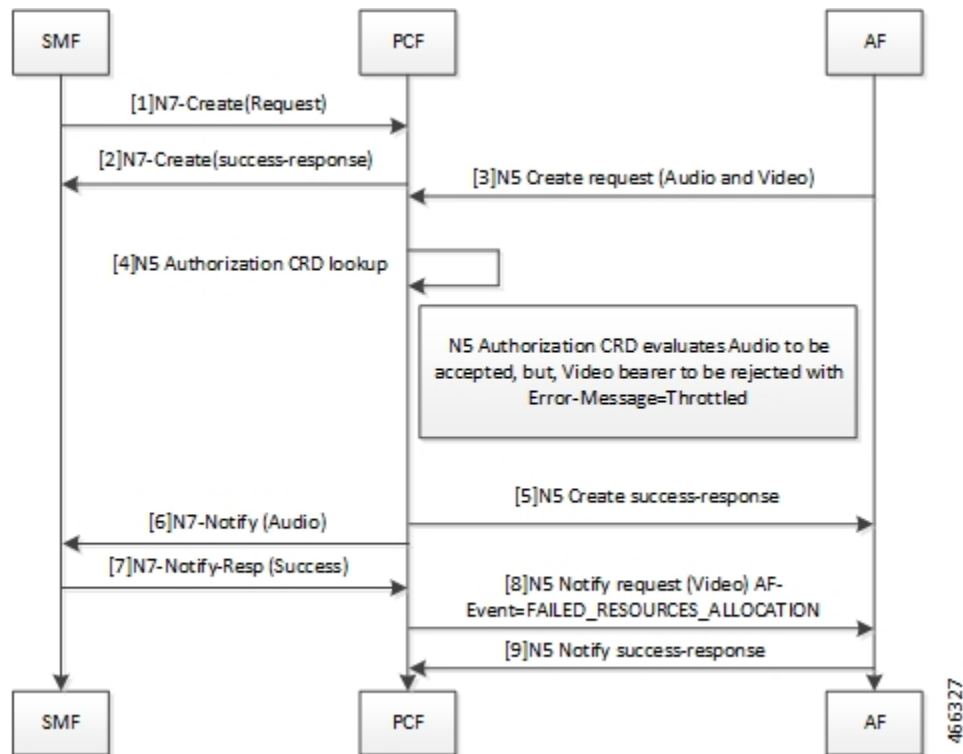 SMF
PCF
AF
[1]N7-Create(Request)
[2]N7-Create(success-response)
[3]N5 Create request (Audio and Video)
[4]N5 Authorization CRD lookup
N5 Authorization CRD evaluates Audio to be
accepted, but, Video bearer to be rejected with
Error-Message=Throttled
[5]N5 Create success-response
[6]N7-Notify (Audio)
[7]N7-Notify-Resp (Success)
[8]N5 Notify request (Video) AF-
Event=FAILED_RESOURCES_ALLOCATION
[9]N5 Notify success-response
SMF
PCF
AF
466327